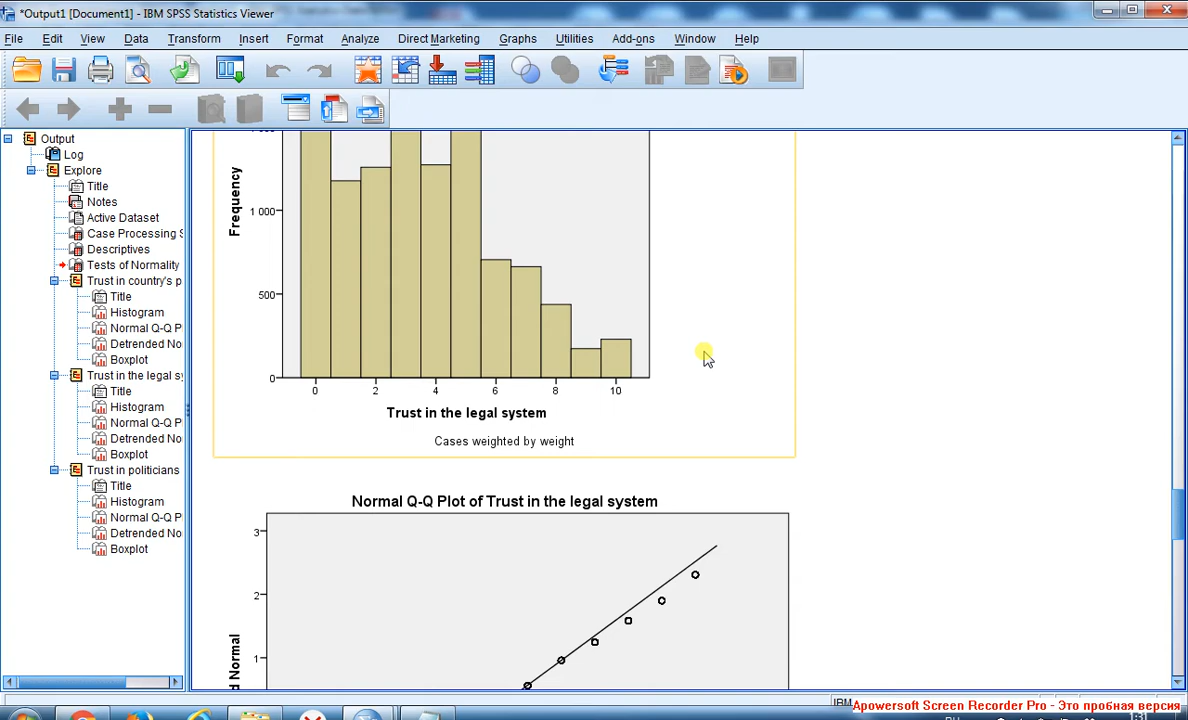 *Output1 [Document1] - IBM SPSS Statistics Viewer
File Edit View Data Transform Insert Format Analyze Direct Marketing Graphs Utilities Add-ons Window Help
Output
Log
Explore
Title
Notes
Active Dataset
Case Processing S
Descriptives
Tests of Normality
Trust in country's p
Title
Histogram
Normal Q-Q P
Detrended No
Boxplot
Trust in the legal sy
Title
Histogram
Normal Q-Q P
Detrended No
Boxplot
Trust in politicians
Title
Histogram
Normal Q-Q P
Detrended No
Boxplot
Frequency
1 000
500
0
0 2 4 6 8 10
Trust in the legal system
Cases weighted by weight
Normal Q-Q Plot of Trust in the legal system
3
2
1
d Normal
IBM
Apowersoft Screen Recorder Pro - Это пробная версия